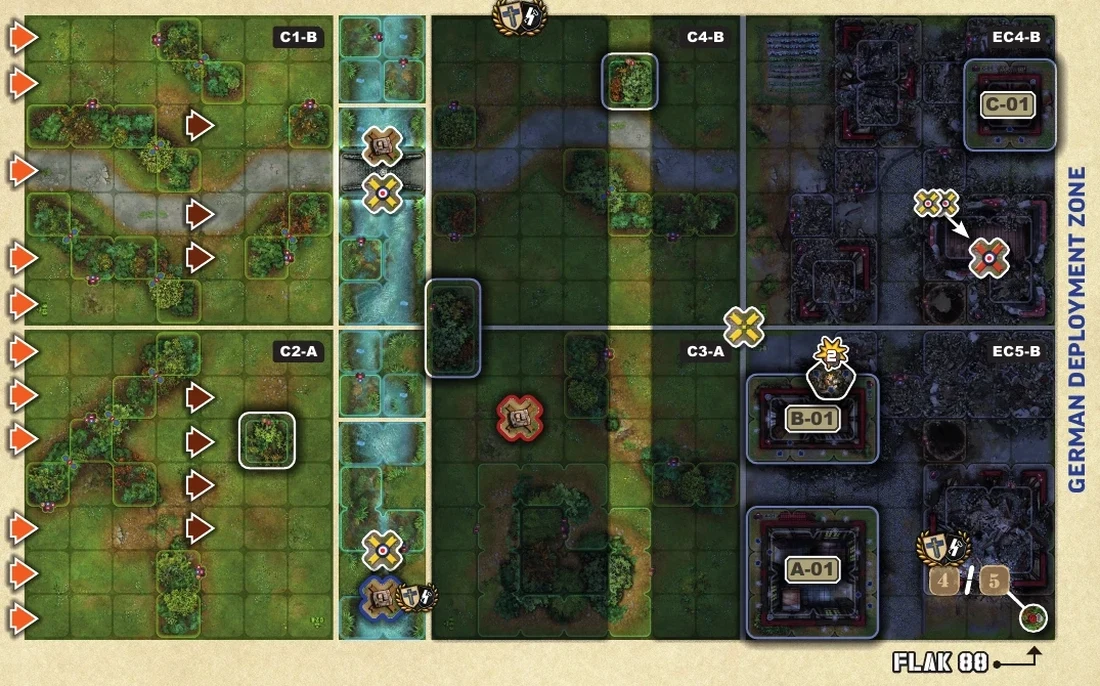 C1-B
C4-B
EC4-B
C-01
GERMAN DEPLOYMENT ZONE
C2-A
C3-A
EC5-B
2
B-01
A-01
4 / 5
FLAK 88